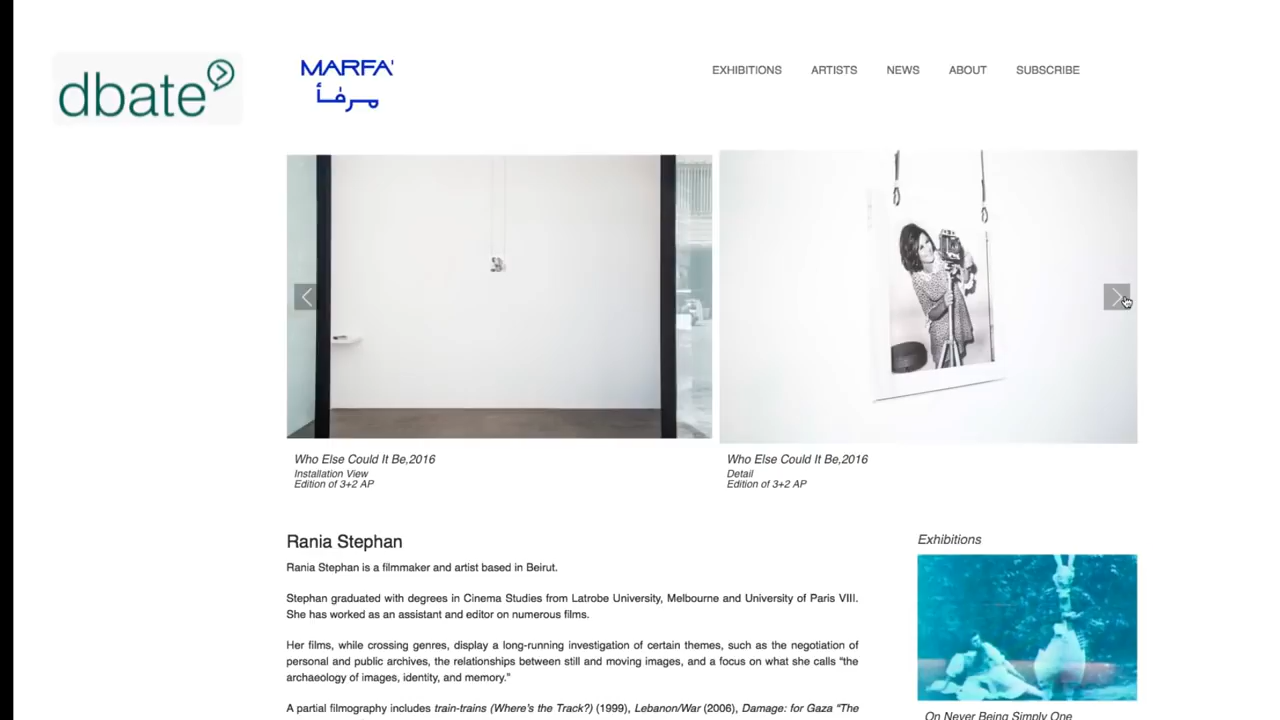 dbate
MARFA'
مرفأ
EXHIBITIONS
ARTISTS
NEWS
ABOUT
SUBSCRIBE
Who Else Could It Be,2016
Installation View
Edition of 3+2 AP
Who Else Could It Be,2016
Detail
Edition of 3+2 AP
Rania Stephan
Rania Stephan is a filmmaker and artist based in Beirut.
Stephan graduated with degrees in Cinema Studies from Latrobe University, Melbourne and University of Paris VIII.
She has worked as an assistant and editor on numerous films.
Her films, while crossing genres, display a long-running investigation of certain themes, such as the negotiation of
personal and public archives, the relationships between still and moving images, and a focus on what she calls “the
archaeology of images, identity, and memory.”
A partial filmography includes train-trains (Where’s the Track?) (1999), Lebanon/War (2006), Damage: for Gaza “The
Exhibitions
On Never Being Simply One